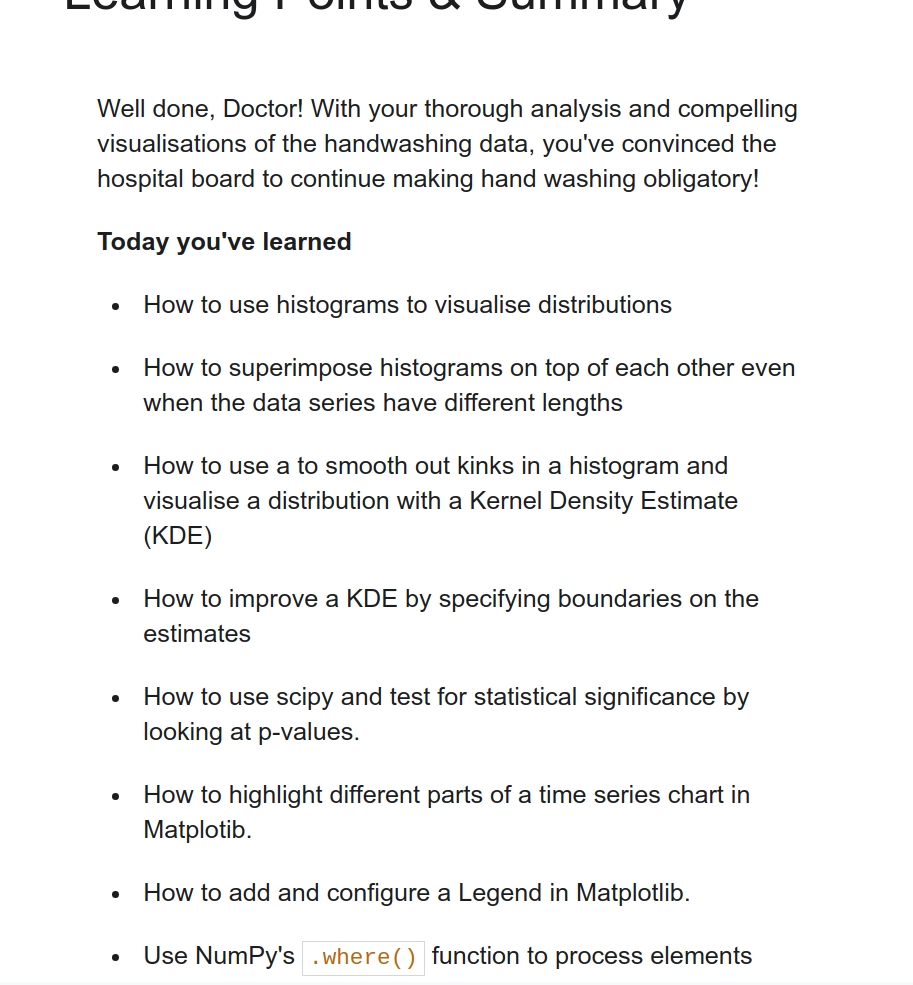 Learning Points & Summary
Well done, Doctor! With your thorough analysis and compelling
visualisations of the handwashing data, you've convinced the
hospital board to continue making hand washing obligatory!
Today you've learned
• How to use histograms to visualise distributions
• How to superimpose histograms on top of each other even
when the data series have different lengths
• How to use a to smooth out kinks in a histogram and
visualise a distribution with a Kernel Density Estimate
(KDE)
• How to improve a KDE by specifying boundaries on the
estimates
• How to use scipy and test for statistical significance by
looking at p-values.
• How to highlight different parts of a time series chart in
Matplotib.
• How to add and configure a Legend in Matplotlib.
• Use NumPy's .where() function to process elements